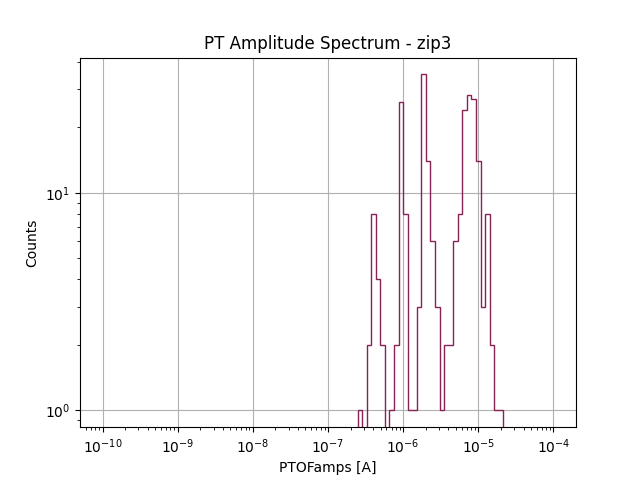 PT Amplitude Spectrum - zip3
Counts
10¹
10⁰
10⁻¹⁰ 10⁻⁹ 10⁻⁸ 10⁻⁷ 10⁻⁶ 10⁻⁵ 10⁻⁴
PTOFamps [A]